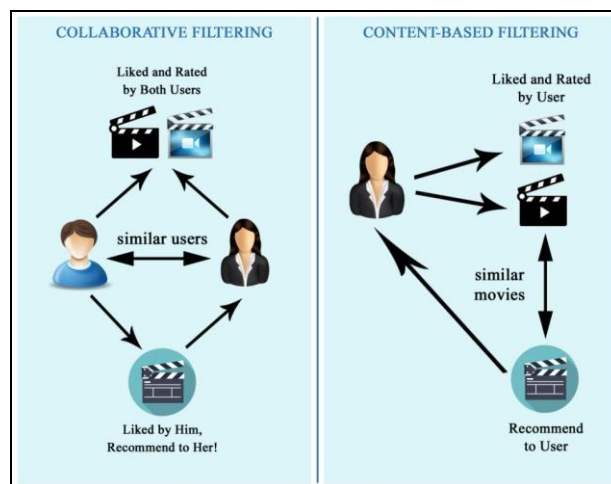 COLLABORATIVE FILTERING
Liked and Rated
by Both Users
similar users
Liked by Him,
Recommend to Her!
CONTENT-BASED FILTERING
Liked and Rated
by User
similar
movies
Recommend
to User